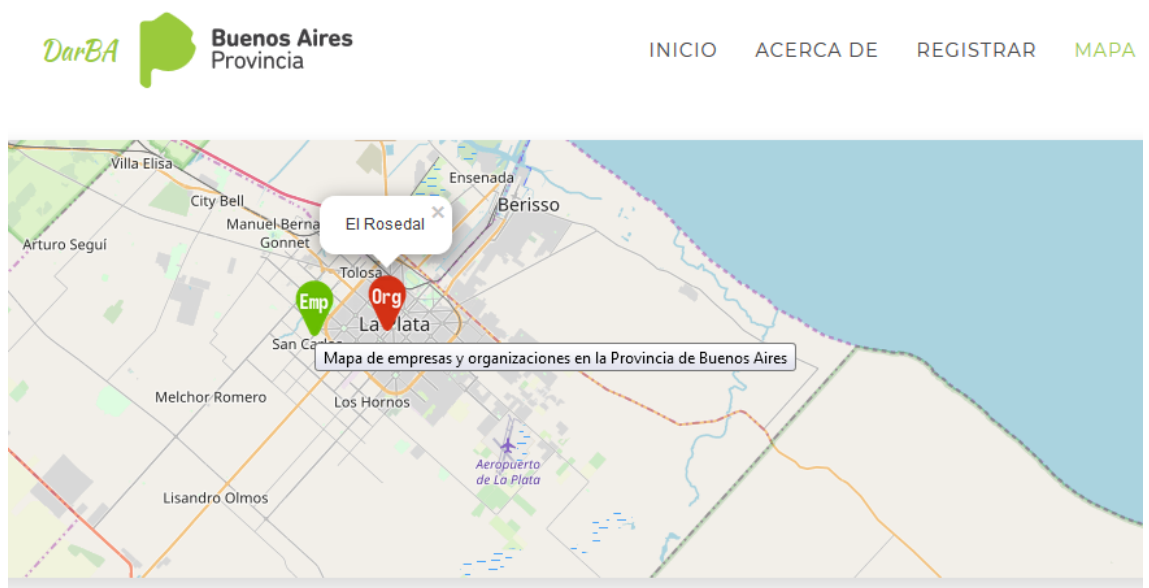 DarBA
Buenos Aires
Provincia
INICIO
ACERCA DE
REGISTRAR
MAPA
Villa Elisa
Ensenada
City Bell
Berisso
Manuel Berna
Gonnet
El Rosedal
×
Arturo Seguí
Tolosa
Emp
Org
La Plata
San Carlos
Mapa de empresas y organizaciones en la Provincia de Buenos Aires
Melchor Romero
Los Hornos
Aeropuerto
de La Plata
Lisandro Olmos